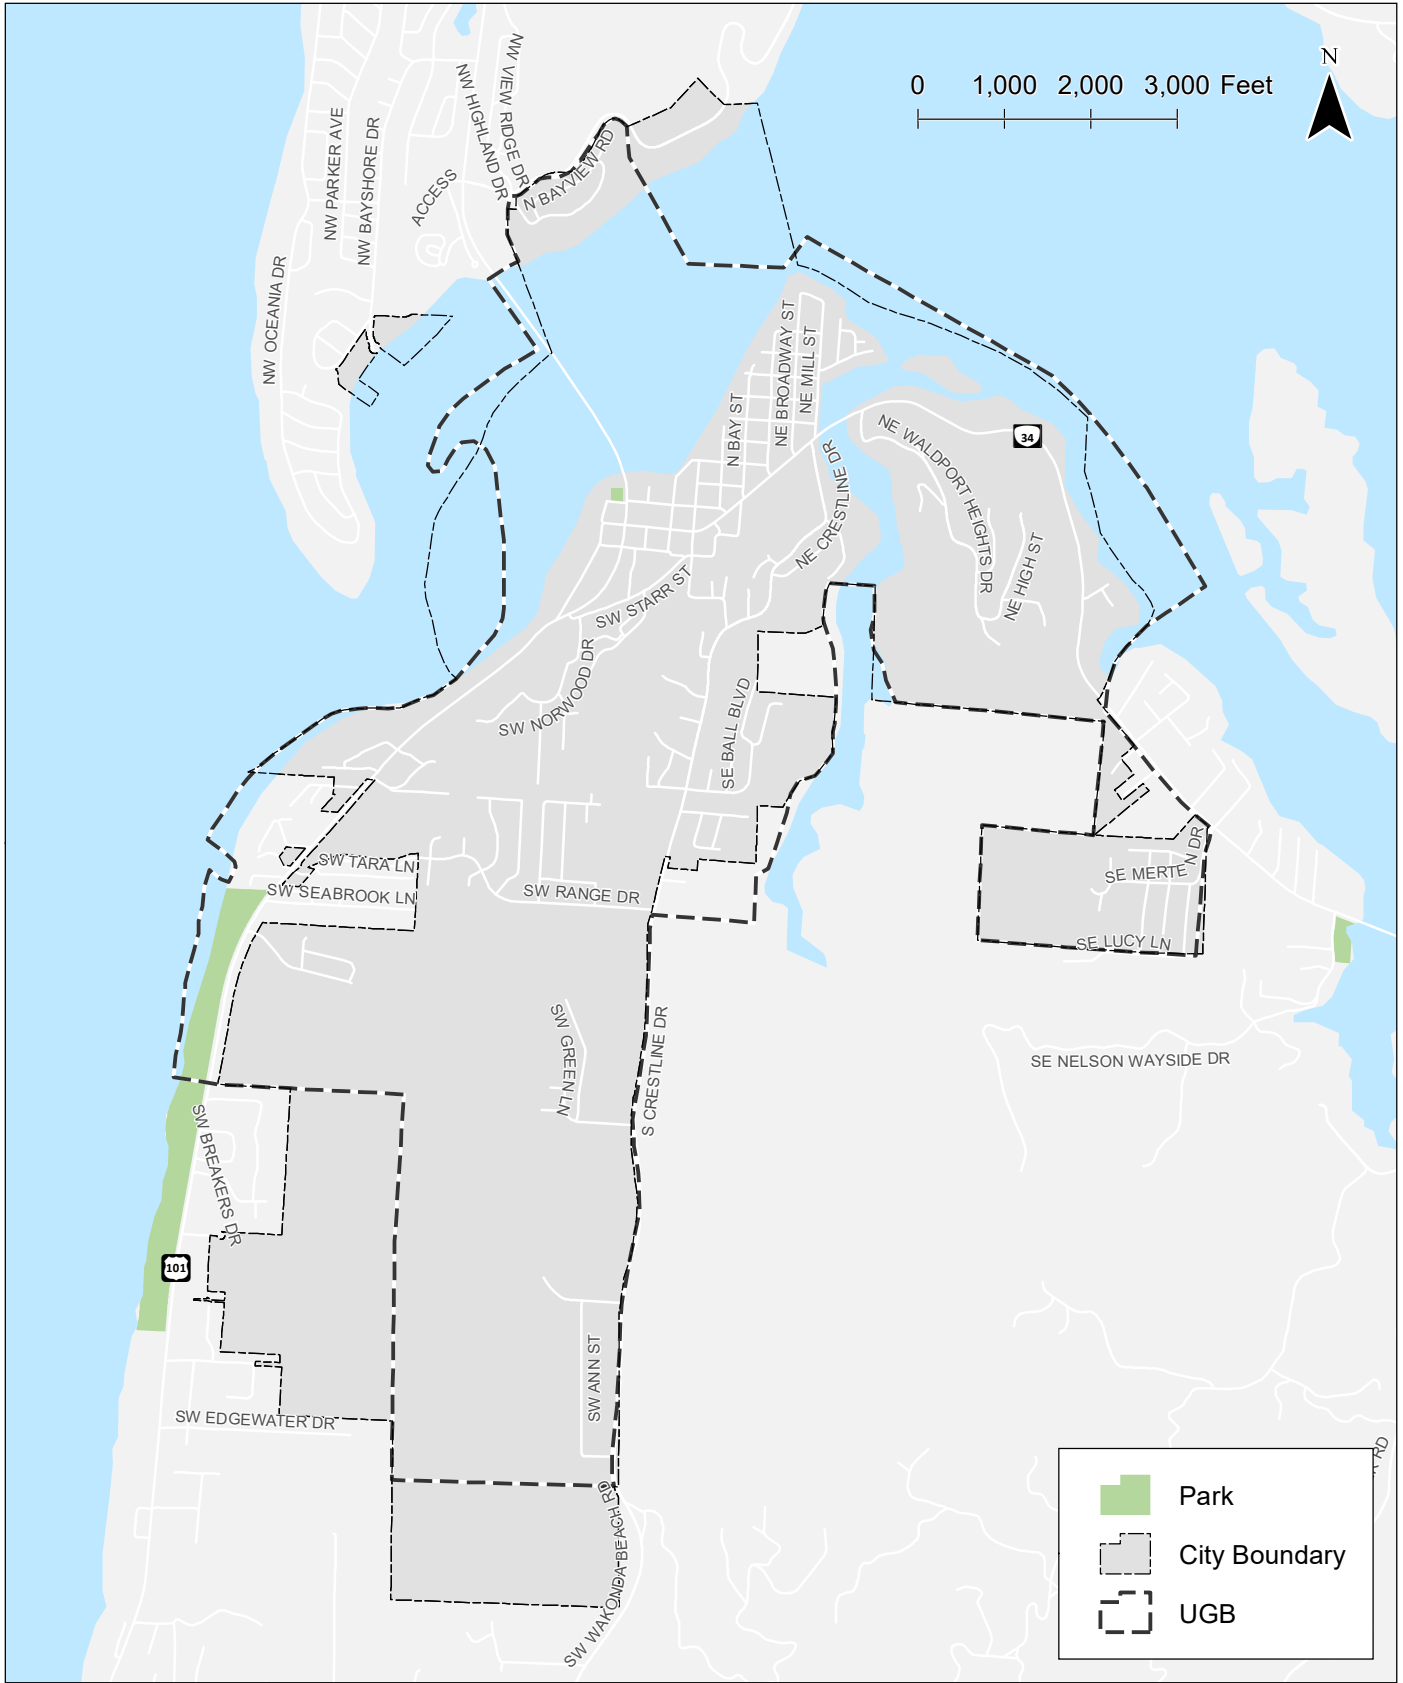 N
0 1,000 2,000 3,000 Feet
NW VIEW RIDGE DR
NW HIGHLAND DR
NW PARKER AVE
NW BAYSHORE DR
ACCESS
N BAYVIEW RD
NW OCEANIA DR
N BAY ST
NE BROADWAY ST
NE MILL ST
34
NE WALDPORT HEIGHTS DR
NE CRESTLINE DR
NE HIGH ST
SW STARR ST
SW NORWOOD DR
SE BALL BLVD
SW TARA LN
SW SEABROOK LN
SW RANGE DR
SE MERTE
N DR
SE LUCY LN
SW GREEN LN
S CRESTLINE DR
SE NELSON WAYSIDE DR
SW BREAKERS DR
101
SW ANN ST
SW EDGEWATER DR
SW WAKONDA BEACH RD
RD
Park
City Boundary
UGB